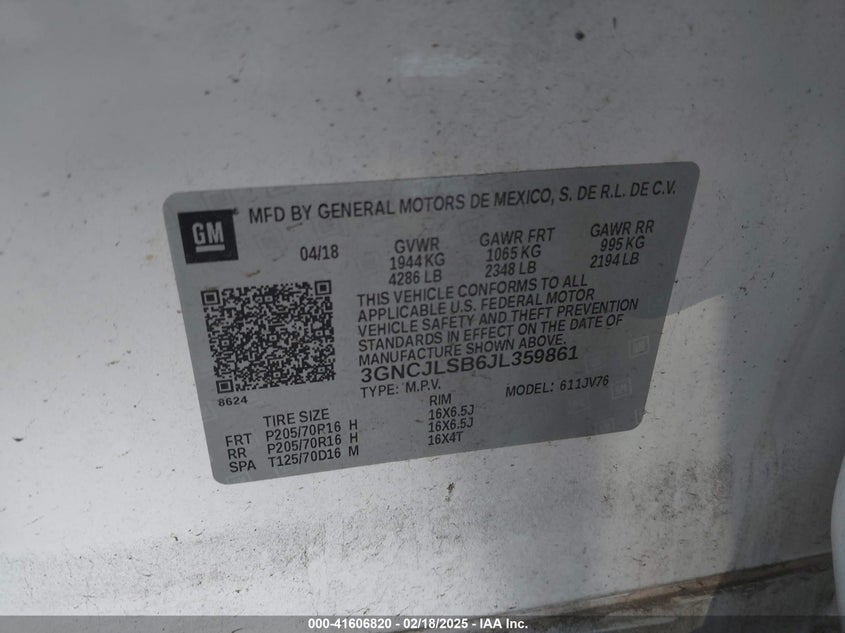 GM
MFD BY GENERAL MOTORS DE MEXICO, S. DE R.L. DE C.V.
04/18
GVWR
1944 KG
4286 LB
GAWR FRT
1065 KG
2348 LB
GAWR RR
995 KG
2194 LB
THIS VEHICLE CONFORMS TO ALL
APPLICABLE U.S. FEDERAL MOTOR
VEHICLE SAFETY AND THEFT PREVENTION
STANDARDS IN EFFECT ON THE DATE OF
MANUFACTURE SHOWN ABOVE.
3GNCJLSB6JL359861
TYPE: M.P.V. MODEL: 611JV76
8624
TIRE SIZE RIM
FRT P205/70R16 H 16X6.5J
RR P205/70R16 H 16X6.5J
SPA T125/70D16 M 16X4T
000-41606820 - 02/18/2025 - IAA Inc.